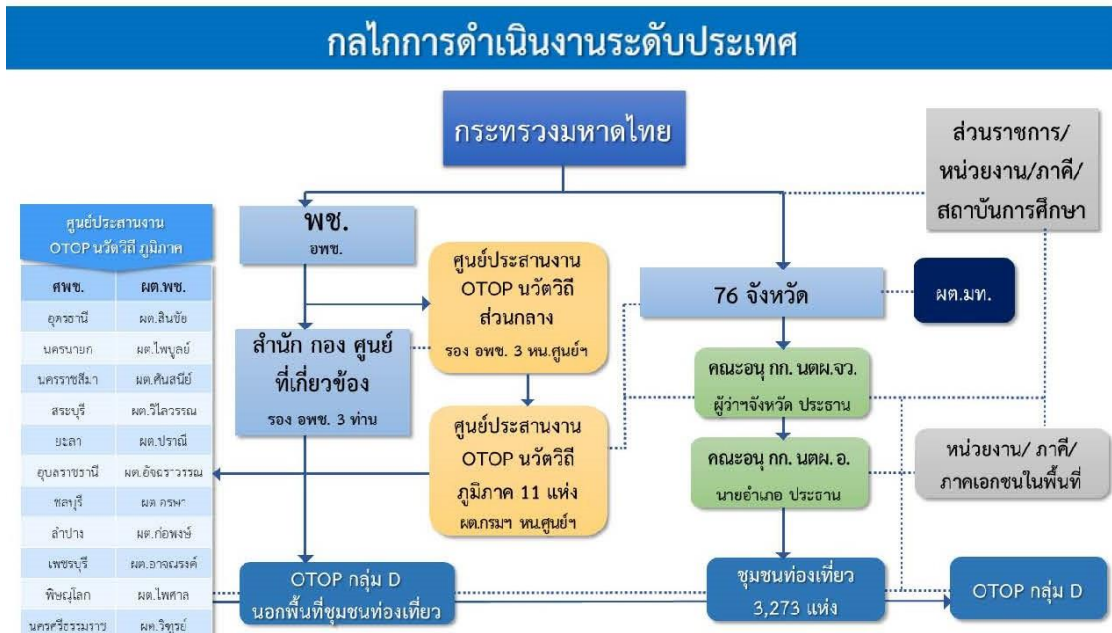 กลไกการดำเนินงานระดับประเทศ
กระทรวงมหาดไทย
ส่วนราชการ/
หน่วยงาน/ภาคี/
สถาบันการศึกษา
พช.
อพช.
ศูนย์ประสานงาน
OTOP นวัตวิถี
ส่วนกลาง
รอง อพช. 3 หน.ศูนย์ฯ
76 จังหวัด
ผต.มท.
สำนัก กอง ศูนย์
ที่เกี่ยวข้อง
รอง อพช. 3 ท่าน
คณะอนุ กก. นตผ.จว.
ผู้ว่าฯจังหวัด ประธาน
ศูนย์ประสานงาน
OTOP นวัตวิถี
ภูมิภาค 11 แห่ง
ผต.กรมฯ หน.ศูนย์ฯ
คณะอนุ กก. นตผ. อ.
นายอำเภอ ประธาน
หน่วยงาน/ ภาคี/
ภาคเอกชนในพื้นที่
ศูนย์ประสานงาน
OTOP นวัตวิถี ภูมิภาค
ศพช. ผต.พช.
อุดรธานี ผต.สินชัย
นครนายก ผต.ไพบูลย์
นครราชสีมา ผต.ศันสนีย์
สระบุรี ผต.วิไลวรรณ
ยะลา ผต.ปราณี
อุบลราชธานี ผต.อัจฉราวรรณ
ชลบุรี ผต
ลำปาง ผต.ก่อพงษ์
เพชรบุรี ผต.อาจณรงค์
พิษณุโลก ผต.ไพศาล
นครศรีธรรมราช ผต.วิฑูรย์
OTOP กลุ่ม D
นอกพื้นที่ชุมชนท่องเที่ยว
ชุมชนท่องเที่ยว
3,273 แห่ง
OTOP กลุ่ม D